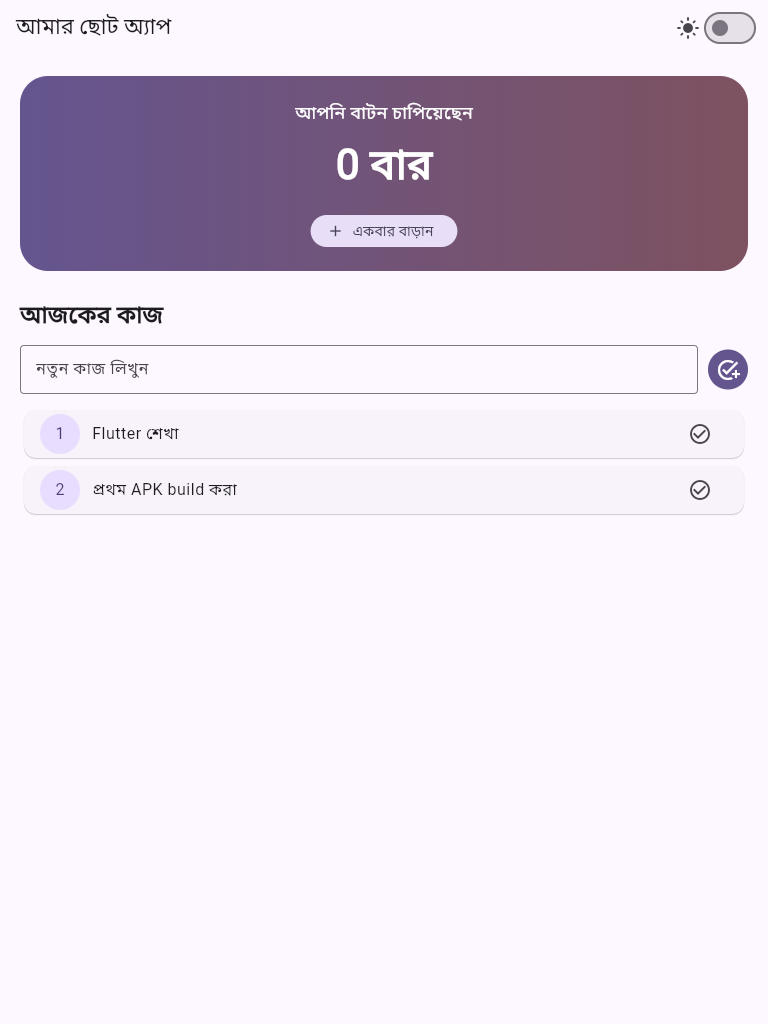 আমার ছোট অ্যাপ
আপনি বাটন চাপিয়েছেন
0 বার
একবার বাড়ান
আজকের কাজ
নতুন কাজ লিখুন
1 Flutter শেখা
2 প্রথম APK build করা